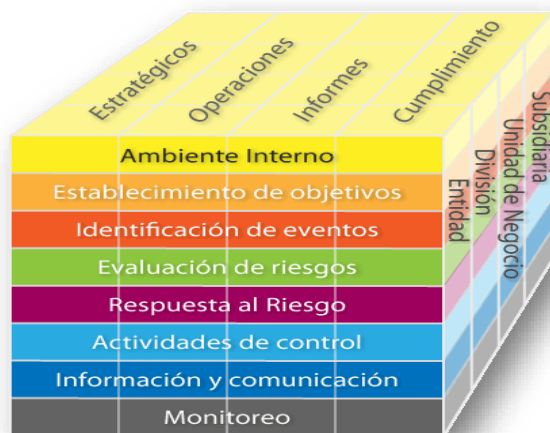 Estratégicos
Operaciones
Informes
Cumplimiento
Ambiente Interno
Establecimiento de objetivos
Identificación de eventos
Evaluación de riesgos
Respuesta al Riesgo
Actividades de control
Información y comunicación
Monitoreo
Entidad
División
Unidad de Negocio
Subsidiaria